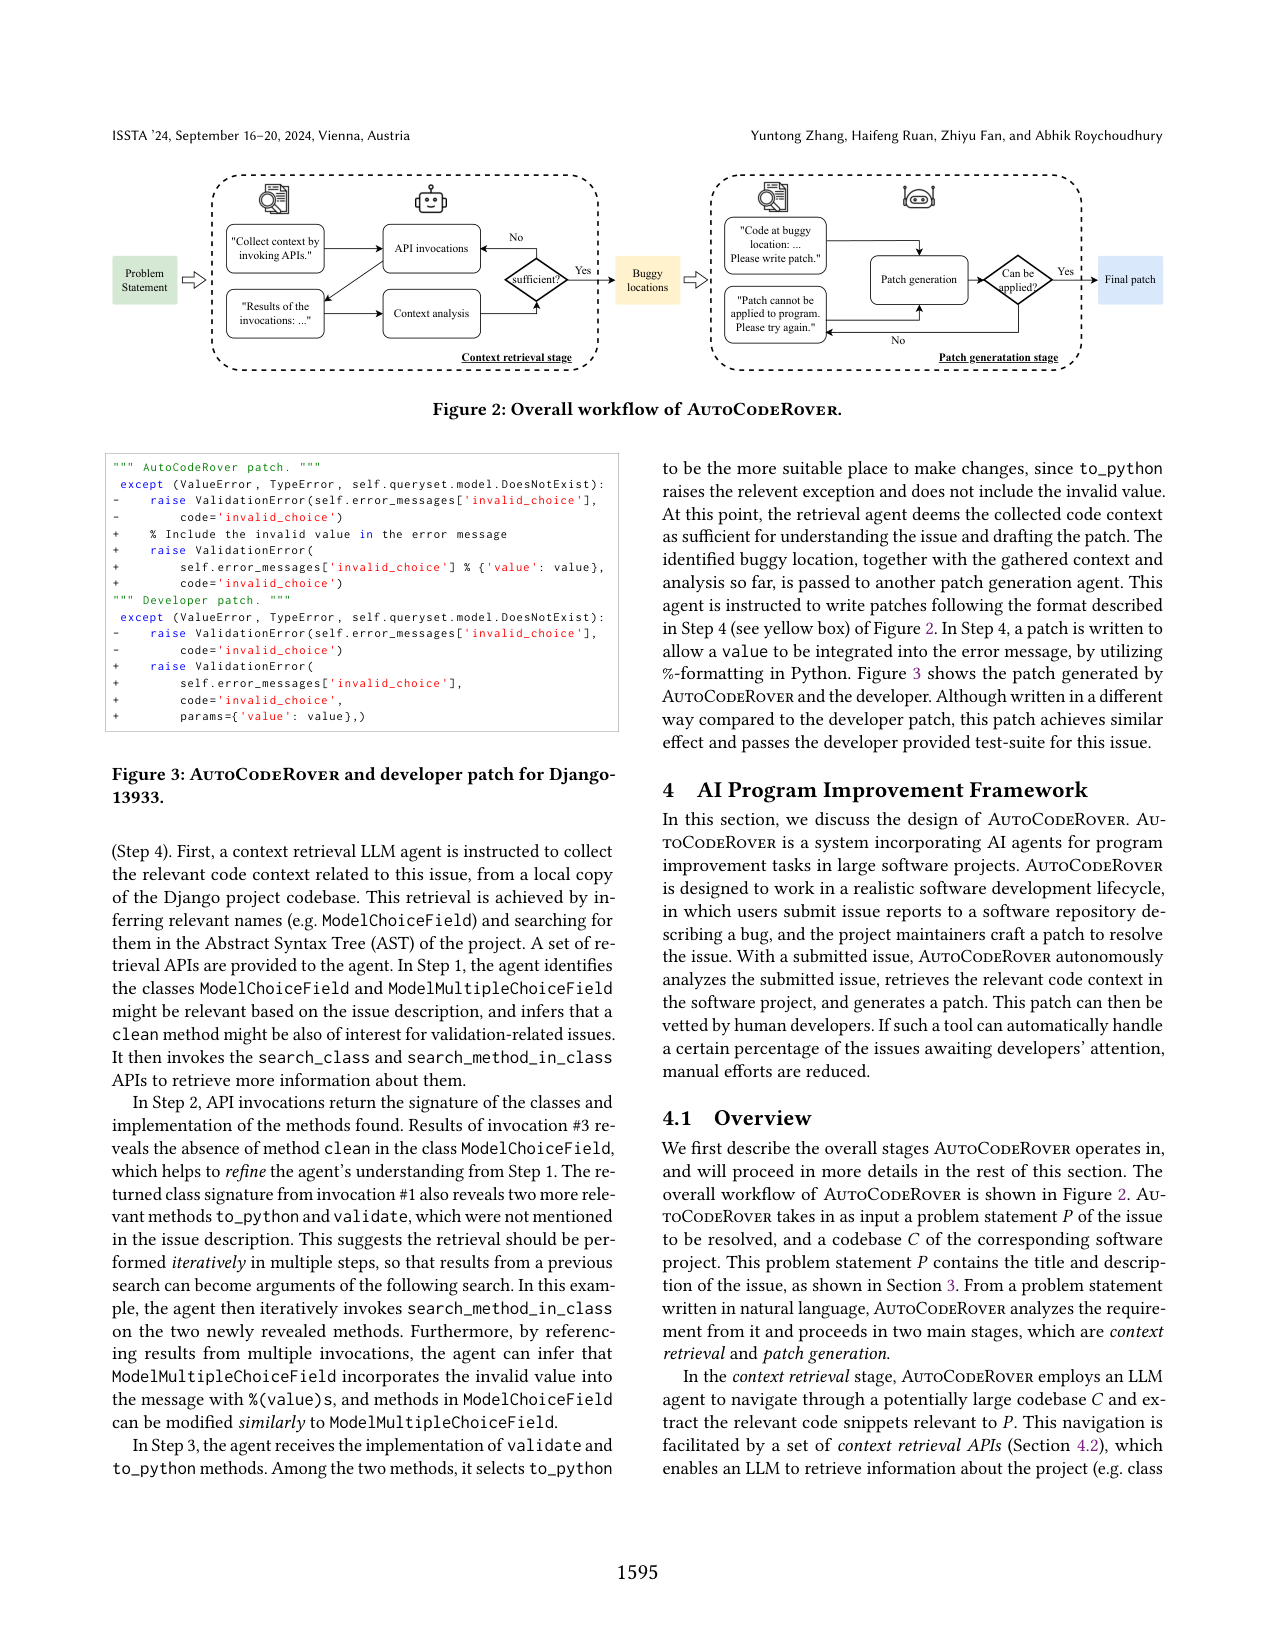 ISSTA ’24, September 16–20, 2024, Vienna, Austria
Yuntong Zhang, Haifeng Ruan, Zhiyu Fan, and Abhik Roychoudhury
Problem
Statement
"Collect context by
invoking APIs."
API invocations
No
"Results of the
invocations: ..."
Context analysis
sufficient?
Yes
Context retrieval stage
Buggy
locations
"Code at buggy
location: ...
Please write patch."
"Patch cannot be
applied to program.
Please try again."
Patch generation
Can be
applied?
Yes
No
Patch generatation stage
Final patch
Figure 2: Overall workflow of AutoCodeRover.
""" AutoCodeRover patch. """
except (ValueError, TypeError, self.queryset.model.DoesNotExist):
-    raise ValidationError(self.error_messages['invalid_choice'],
-        code='invalid_choice')
+    % Include the invalid value in the error message
+    raise ValidationError(
+        self.error_messages['invalid_choice'] % {'value': value},
+        code='invalid_choice')
""" Developer patch. """
except (ValueError, TypeError, self.queryset.model.DoesNotExist):
-    raise ValidationError(self.error_messages['invalid_choice'],
-        code='invalid_choice')
+    raise ValidationError(
+        self.error_messages['invalid_choice'],
+        code='invalid_choice',
+        params={'value': value},)
Figure 3: AutoCodeRover and developer patch for Django-
13933.
(Step 4). First, a context retrieval LLM agent is instructed to collect
the relevant code context related to this issue, from a local copy
of the Django project codebase. This retrieval is achieved by in-
ferring relevant names (e.g. ModelChoiceField) and searching for
them in the Abstract Syntax Tree (AST) of the project. A set of re-
trieval APIs are provided to the agent. In Step 1, the agent identifies
the classes ModelChoiceField and ModelMultipleChoiceField
might be relevant based on the issue description, and infers that a
clean method might be also of interest for validation-related issues.
It then invokes the search_class and search_method_in_class
APIs to retrieve more information about them.
In Step 2, API invocations return the signature of the classes and
implementation of the methods found. Results of invocation #3 re-
veals the absence of method clean in the class ModelChoiceField,
which helps to refine the agent’s understanding from Step 1. The re-
turned class signature from invocation #1 also reveals two more rele-
vant methods to_python and validate, which were not mentioned
in the issue description. This suggests the retrieval should be per-
formed iteratively in multiple steps, so that results from a previous
search can become arguments of the following search. In this exam-
ple, the agent then iteratively invokes search_method_in_class
on the two newly revealed methods. Furthermore, by referenc-
ing results from multiple invocations, the agent can infer that
ModelMultipleChoiceField incorporates the invalid value into
the message with %(value)s, and methods in ModelChoiceField
can be modified similarly to ModelMultipleChoiceField.
In Step 3, the agent receives the implementation of validate and
to_python methods. Among the two methods, it selects to_python
to be the more suitable place to make changes, since to_python
raises the relevent exception and does not include the invalid value.
At this point, the retrieval agent deems the collected code context
as sufficient for understanding the issue and drafting the patch. The
identified buggy location, together with the gathered context and
analysis so far, is passed to another patch generation agent. This
agent is instructed to write patches following the format described
in Step 4 (see yellow box) of Figure 2. In Step 4, a patch is written to
allow a value to be integrated into the error message, by utilizing
%-formatting in Python. Figure 3 shows the patch generated by
AutoCodeRover and the developer. Although written in a different
way compared to the developer patch, this patch achieves similar
effect and passes the developer provided test-suite for this issue.
4 AI Program Improvement Framework
In this section, we discuss the design of AutoCodeRover. Au-
toCodeRover is a system incorporating AI agents for program
improvement tasks in large software projects. AutoCodeRover
is designed to work in a realistic software development lifecycle,
in which users submit issue reports to a software repository de-
scribing a bug, and the project maintainers craft a patch to resolve
the issue. With a submitted issue, AutoCodeRover autonomously
analyzes the submitted issue, retrieves the relevant code context in
the software project, and generates a patch. This patch can then be
vetted by human developers. If such a tool can automatically handle
a certain percentage of the issues awaiting developers’ attention,
manual efforts are reduced.
4.1 Overview
We first describe the overall stages AutoCodeRover operates in,
and will proceed in more details in the rest of this section. The
overall workflow of AutoCodeRover is shown in Figure 2. Au-
toCodeRover takes in as input a problem statement P of the issue
to be resolved, and a codebase C of the corresponding software
project. This problem statement P contains the title and descrip-
tion of the issue, as shown in Section 3. From a problem statement
written in natural language, AutoCodeRover analyzes the require-
ment from it and proceeds in two main stages, which are context
retrieval and patch generation.
In the context retrieval stage, AutoCodeRover employs an LLM
agent to navigate through a potentially large codebase C and ex-
tract the relevant code snippets relevant to P. This navigation is
facilitated by a set of context retrieval APIs (Section 4.2), which
enables an LLM to retrieve information about the project (e.g. class
1595